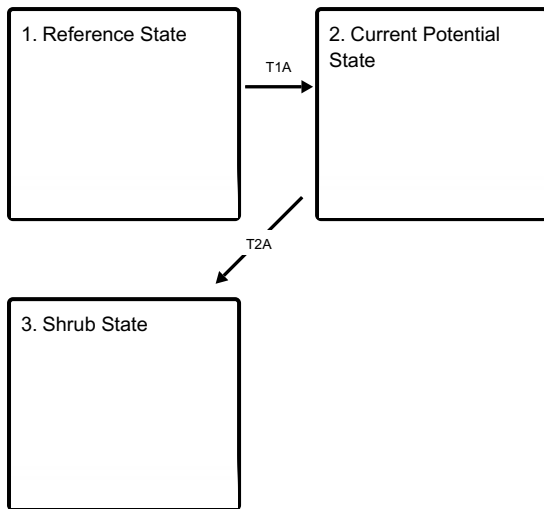 1. Reference State
T1A
2. Current Potential
State
T2A
3. Shrub State